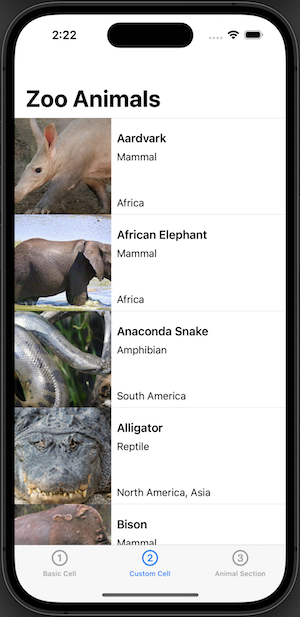 2:22
Zoo Animals
Aardvark
Mammal
Africa
African Elephant
Mammal
Africa
Anaconda Snake
Amphibian
South America
Alligator
Reptile
North America, Asia
Bison
Mammal
1
2
3
Basic Cell
Custom Cell
Animal Section